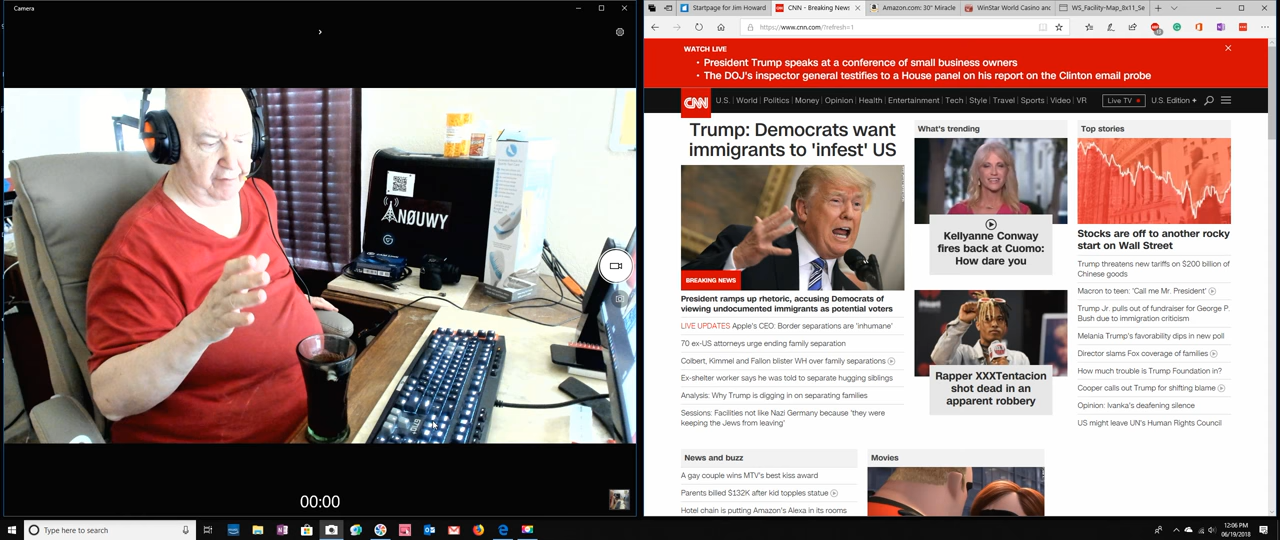 Camera
00:00
ANØUWY
Type here to search
Startpage for Jim Howard
CNN - Breaking News
Amazon.com: 30" Miracle
WinStar World Casino and
WS_Facility-Map_8x11_Se
https://www.cnn.com/?refresh=1
WATCH LIVE
• President Trump speaks at a conference of small business owners
• The DOJ's inspector general testifies to a House panel on his report on the Clinton email probe
CNN
U.S. World Politics Money Opinion Health Entertainment Tech Style Travel Sports Video VR
Live TV
U.S. Edition +
Trump: Democrats want
immigrants to 'infest' US
BREAKING NEWS
President ramps up rhetoric, accusing Democrats of
viewing undocumented immigrants as potential voters
LIVE UPDATES Apple's CEO: Border separations are 'inhumane'
70 ex-US attorneys urge ending family separation
Colbert, Kimmel and Fallon blister WH over family separations
Ex-shelter worker says he was told to separate hugging siblings
Analysis: Why Trump is digging in on separating families
Sessions: Facilities not like Nazi Germany because 'they were
keeping the Jews from leaving'
What's trending
Kellyanne Conway
fires back at Cuomo:
How dare you
Rapper XXXTentacion
shot dead in an
apparent robbery
Top stories
Stocks are off to another rocky
start on Wall Street
Trump threatens new tariffs on $200 billion of
Chinese goods
Macron to teen: 'Call me Mr. President'
Trump Jr. pulls out of fundraiser for George P.
Bush due to immigration criticism
Melania Trump's favorability dips in new poll
Director slams Fox coverage of families
How much trouble is Trump Foundation in?
Cooper calls out Trump for shifting blame
Opinion: Ivanka's deafening silence
US might leave UN's Human Rights Council
News and buzz
A gay couple wins MTV's best kiss award
Parents billed $132K after kid topples statue
Hotel chain is putting Amazon's Alexa in its rooms
Movies
12:06 PM
06/19/2018